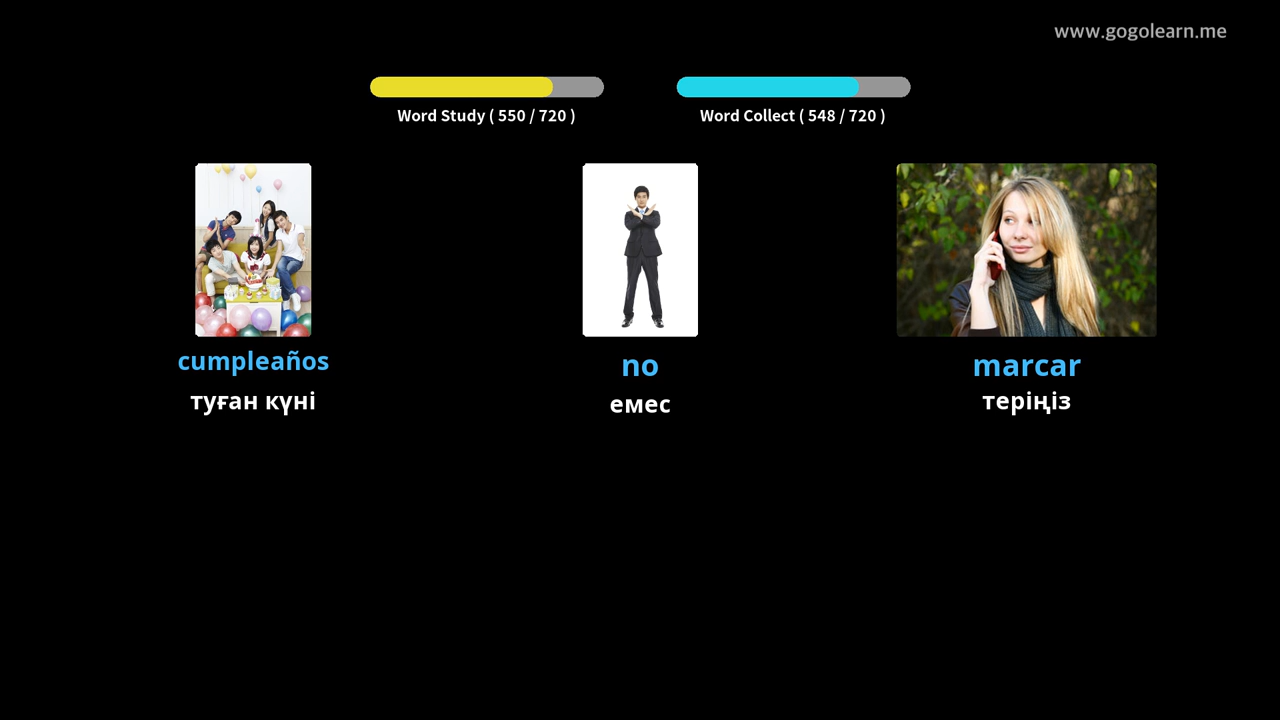 www.gogolearn.me
Word Study ( 550 / 720 )
Word Collect ( 548 / 720 )
cumpleaños
туған күні
no
емес
marcar
теріңіз